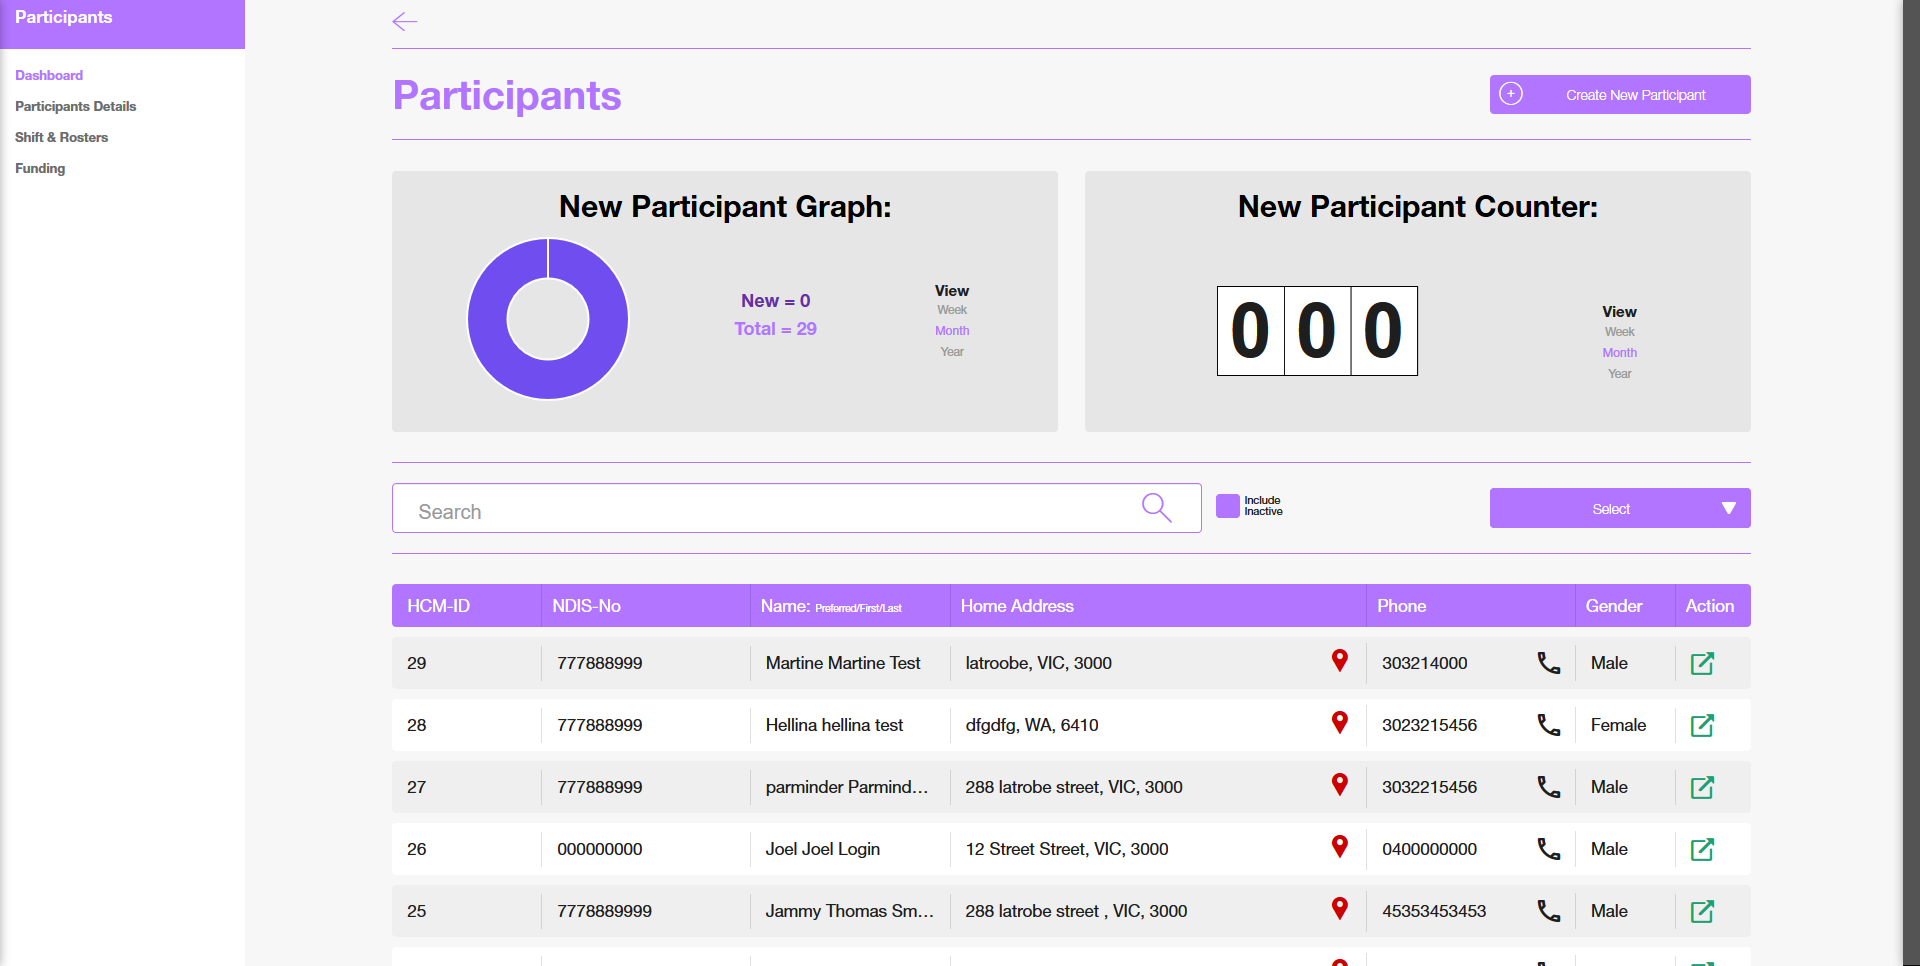 Participants
Dashboard
Participants Details
Shift & Rosters
Funding
Participants
Create New Participant
New Participant Graph:
New = 0
Total = 29
View
Week
Month
Year
New Participant Counter:
0 0 0
View
Week
Month
Year
Search
Include
Inactive
Select
HCM-ID NDIS-No Name: Preferred/First/Last Home Address Phone Gender Action
29 777888999 Martine Martine Test latroobe, VIC, 3000 303214000 Male
28 777888999 Hellina hellina test dfgdfg, WA, 6410 3023215456 Female
27 777888999 parminder Parmind... 288 latrobe street, VIC, 3000 3032215456 Male
26 000000000 Joel Joel Login 12 Street Street, VIC, 3000 0400000000 Male
25 7778889999 Jammy Thomas Sm... 288 latrobe street , VIC, 3000 45353453453 Male